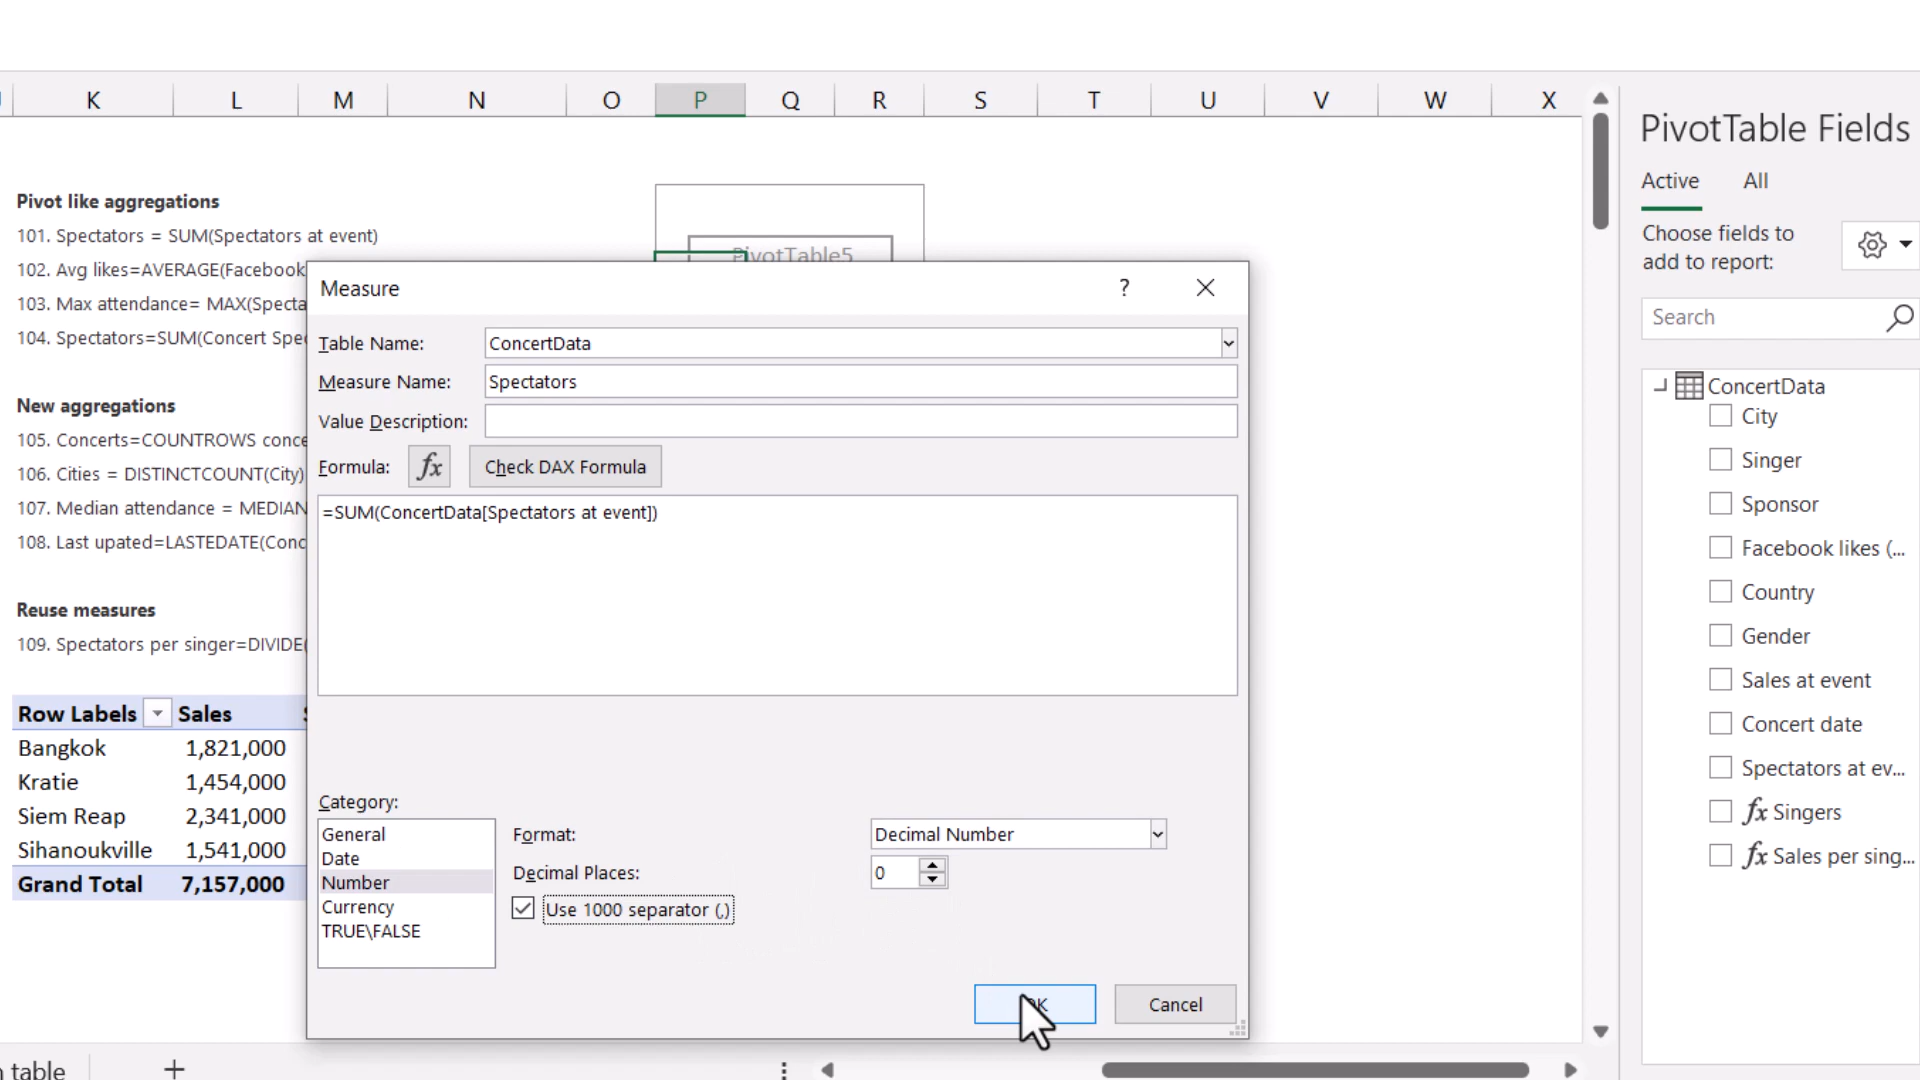 K L M N O P Q R S T U V W X
PivotTable Fields
Active All
Choose fields to
add to report:
Search
ConcertData
City
Singer
Sponsor
Facebook likes (...
Country
Gender
Sales at event
Concert date
Spectators at ev...
fx Singers
fx Sales per sing...
Pivot like aggregations
101. Spectators = SUM(Spectators at event)
102. Avg likes=AVERAGE(Facebook
103. Max attendance= MAX(Specta
104. Spectators=SUM(Concert Spe
New aggregations
105. Concerts=COUNTROWS conce
106. Cities = DISTINCTCOUNT(City)
107. Median attendance = MEDIAN
108. Last upated=LASTEDATE(Conc
Reuse measures
109. Spectators per singer=DIVIDE(
Row Labels Sales
Bangkok 1,821,000
Kratie 1,454,000
Siem Reap 2,341,000
Sihanoukville 1,541,000
Grand Total 7,157,000
PivotTable5
Measure ?
Table Name: ConcertData
Measure Name: Spectators
Value Description:
Formula: fx Check DAX Formula
=SUM(ConcertData[Spectators at event])
Category:
General
Date
Number
Currency
TRUE\FALSE
Format: Decimal Number
Decimal Places: 0
Use 1000 separator (,)
Cancel
table